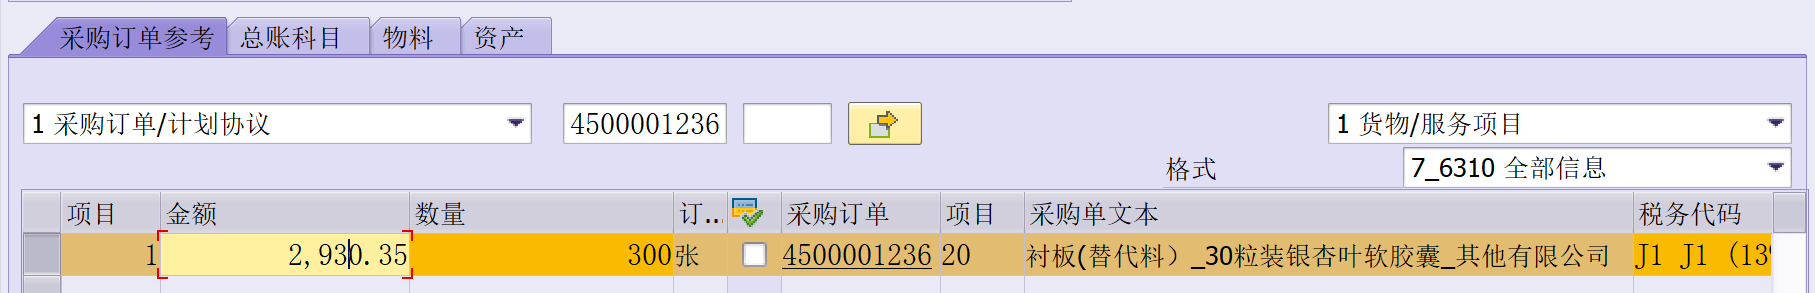 采购订单参考 总账科目 物料 资产
1 采购订单/计划协议 4500001236 1 货物/服务项目
格式 7_6310 全部信息
项目 金额 数量 订... 采购订单 项目 采购单文本 税务代码
1 2,930.35 300 张 4500001236 20 衬板(替代料）_30粒装银杏叶软胶囊_其他有限公司 J1 J1 (13%